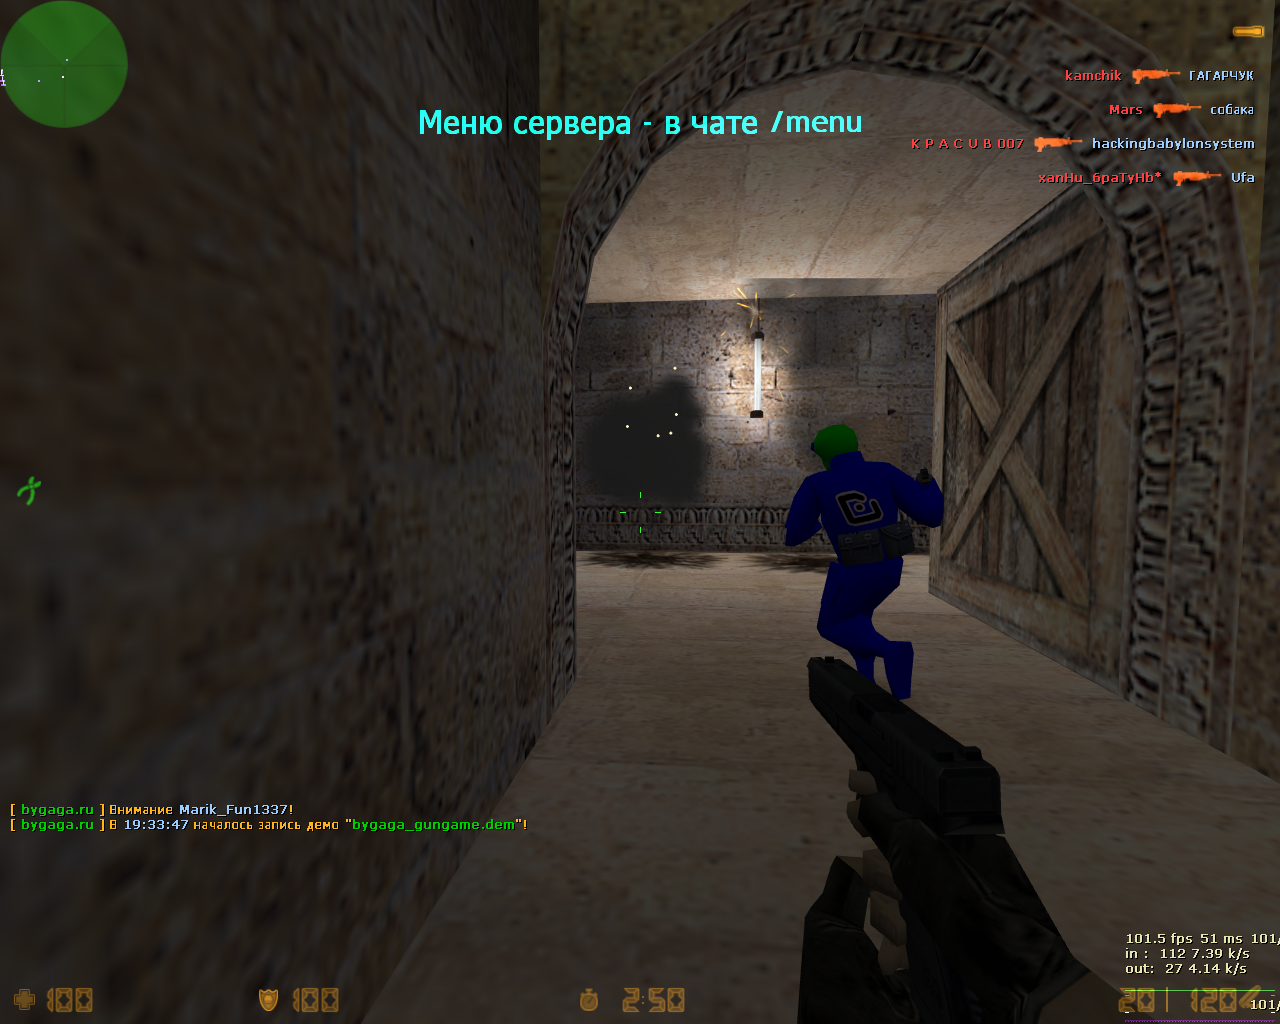 kamchik ГАГАРЧУК
Меню сервера - в чате /menu
Mars собака
K P A C U B 007 hackingbabylonsystem
xanHu_6paTyHb* Ufa
[ bygaga.ru ] Внимание Marik_Fun1337!
[ bygaga.ru ] В 19:33:47 началось запись демо "bygaga_gungame.dem"!
101.5 fps 51 ms 101/
in : 112 7.39 k/s
out: 27 4.14 k/s
100 100 2:50 20 | 120
101/